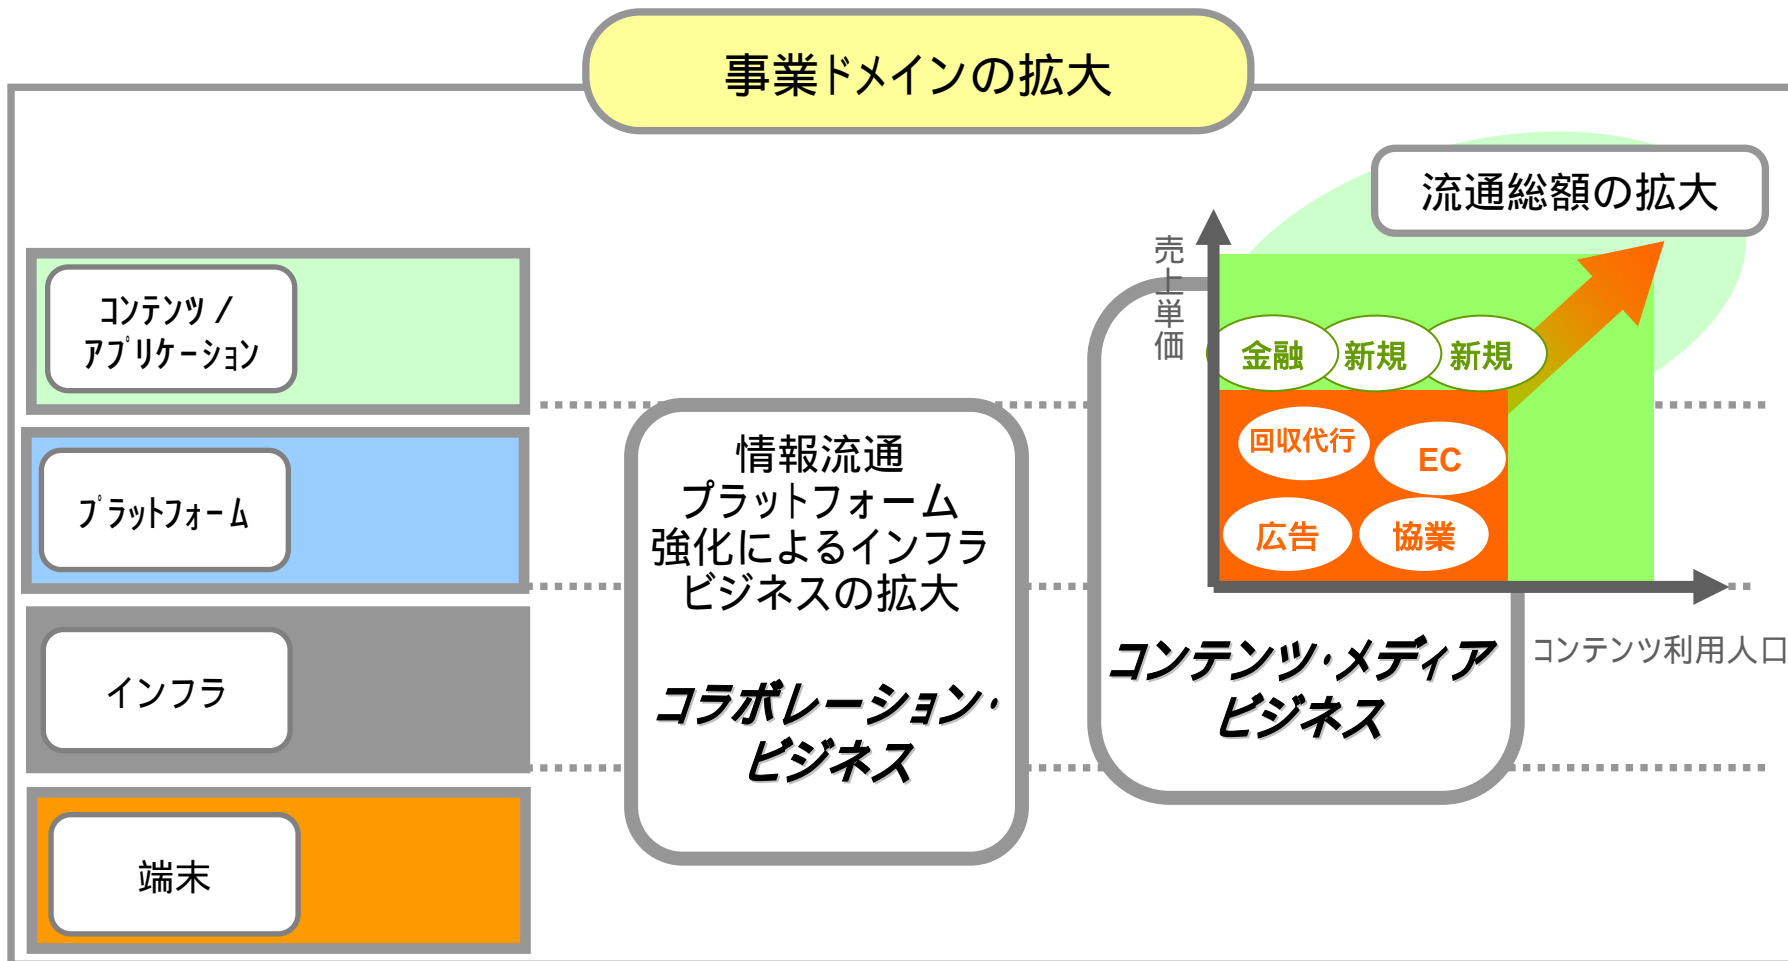 事業ドメインの拡大
流通総額の拡大
売上単価
コンテンツ /
アプリケーション
金融
新規
新規
回収代行
EC
広告
協業
プラットフォーム
情報流通
プラットフォーム
強化によるインフラ
ビジネスの拡大
コラボレーション・
ビジネス
コンテンツ・メディア
ビジネス
コンテンツ利用人口
インフラ
端末